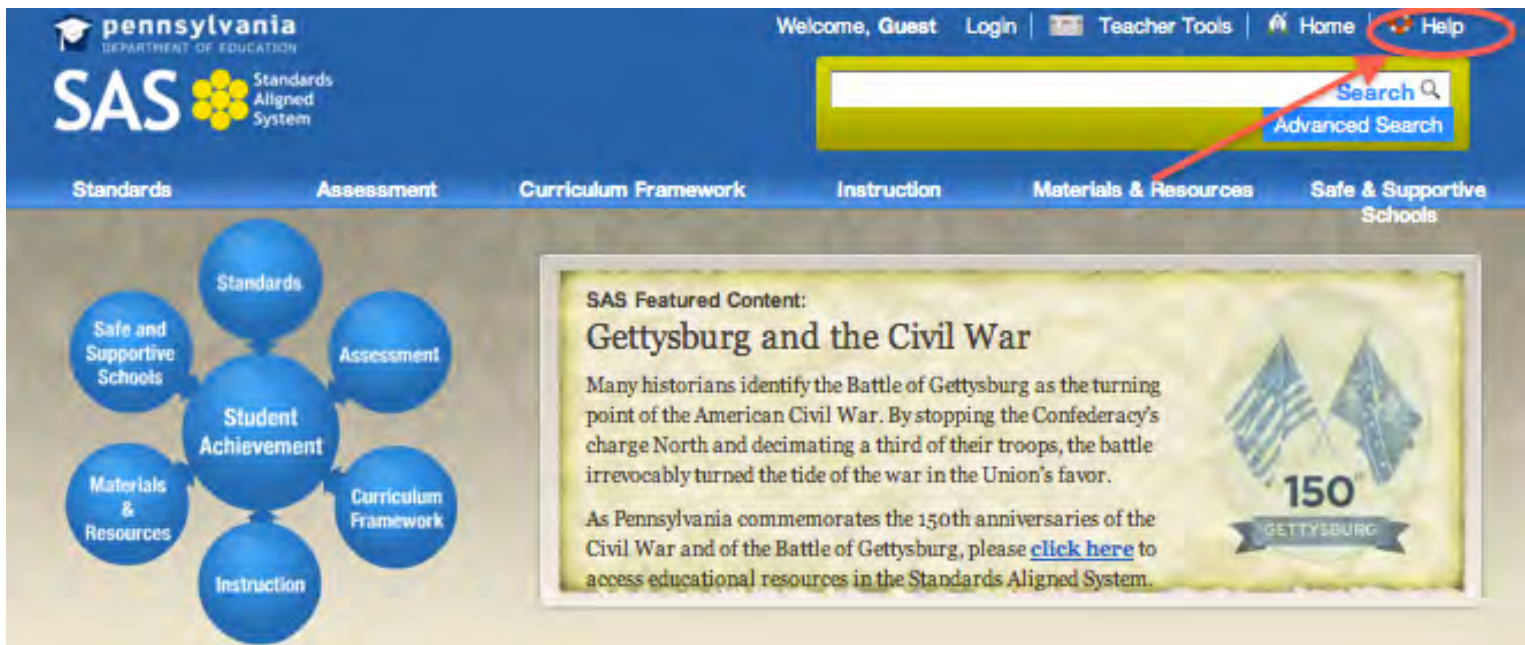 pennsylvania
DEPARTMENT OF EDUCATION
SAS Standards
Aligned
System
Welcome, Guest Login | Teacher Tools | Home | Help
Search
Advanced Search
Standards Assessment Curriculum Framework Instruction Materials & Resources Safe & Supportive
Schools
Standards
Safe and
Supportive
Schools
Assessment
Student
Achievement
Materials
&
Resources
Curriculum
Framework
Instruction
SAS Featured Content:
Gettysburg and the Civil War
Many historians identify the Battle of Gettysburg as the turning
point of the American Civil War. By stopping the Confederacy's
charge North and decimating a third of their troops, the battle
irrevocably turned the tide of the war in the Union's favor.
As Pennsylvania commemorates the 150th anniversaries of the
Civil War and of the Battle of Gettysburg, please click here to
access educational resources in the Standards Aligned System.
150
GETTYSBURG